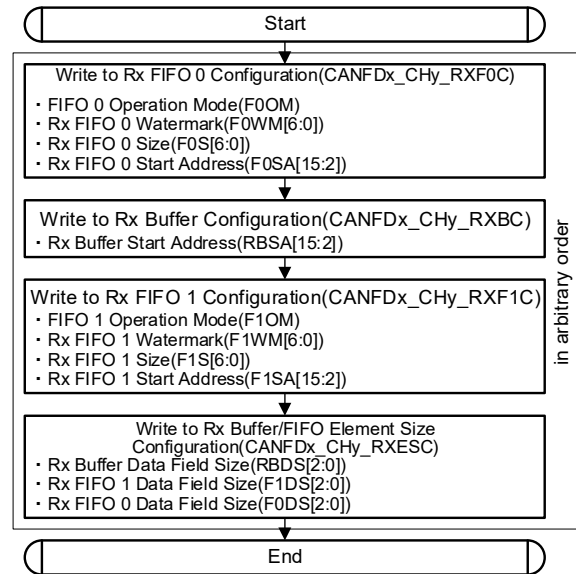 Start
Write to Rx FIFO 0 Configuration(CANFDx_CHy_RXF0C)
・FIFO 0 Operation Mode(F0OM)
・Rx FIFO 0 Watermark(F0WM[6:0])
・Rx FIFO 0 Size(F0S[6:0])
・Rx FIFO 0 Start Address(F0SA[15:2])
Write to Rx Buffer Configuration(CANFDx_CHy_RXBC)
・Rx Buffer Start Address(RBSA[15:2])
Write to Rx FIFO 1 Configuration(CANFDx_CHy_RXF1C)
・FIFO 1 Operation Mode(F1OM)
・Rx FIFO 1 Watermark(F1WM[6:0])
・Rx FIFO 1 Size(F1S[6:0])
・Rx FIFO 1 Start Address(F1SA[15:2])
Write to Rx Buffer/FIFO Element Size
Configuration(CANFDx_CHy_RXESC)
・Rx Buffer Data Field Size(RBDS[2:0])
・Rx FIFO 1 Data Field Size(F1DS[2:0])
・Rx FIFO 0 Data Field Size(F0DS[2:0])
in arbitrary order
End